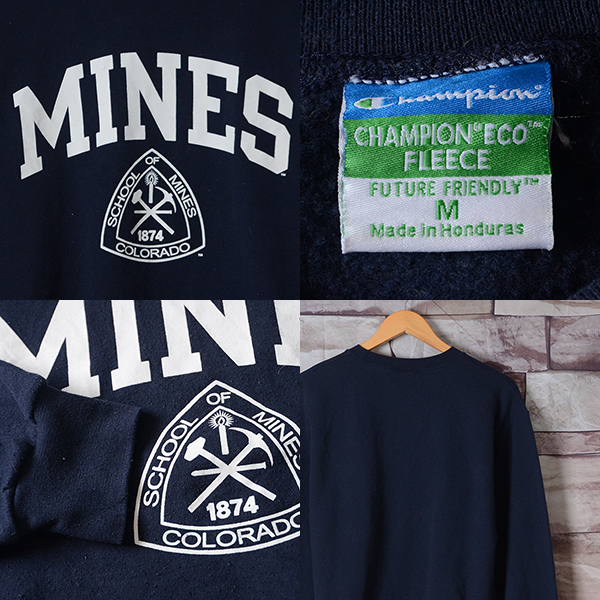 MINES
SCHOOL OF MINES
1874
COLORADO
TM
Champion
CHAMPION® ECO™
FLEECE
FUTURE FRIENDLY™
M
Made in Honduras
MINES
SCHOOL OF MINES
1874
COLORADO